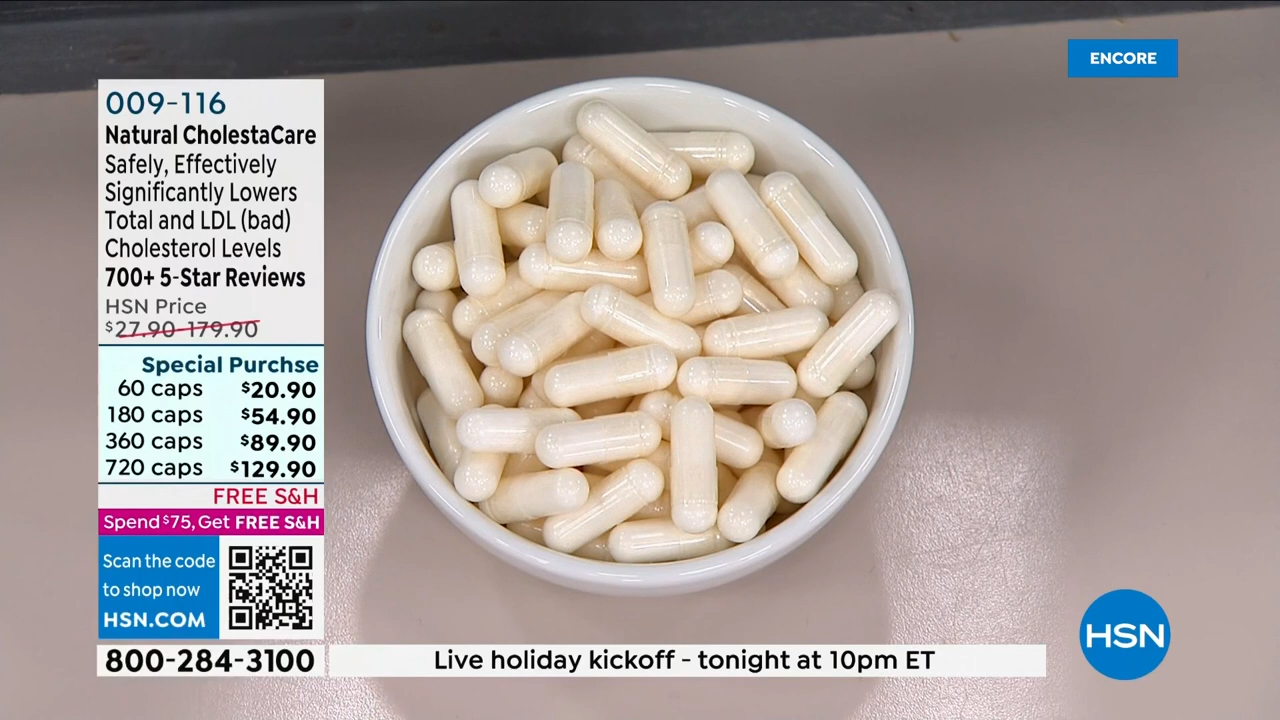 ENCORE
009-116
Natural CholestaCare
Safely, Effectively
Significantly Lowers
Total and LDL (bad)
Cholesterol Levels
700+ 5-Star Reviews
HSN Price
$27.90-179.90
Special Purchse
60 caps $20.90
180 caps $54.90
360 caps $89.90
720 caps $129.90
FREE S&H
Spend $75, Get FREE S&H
Scan the code
to shop now
HSN.COM
800-284-3100
Live holiday kickoff - tonight at 10pm ET
HSN